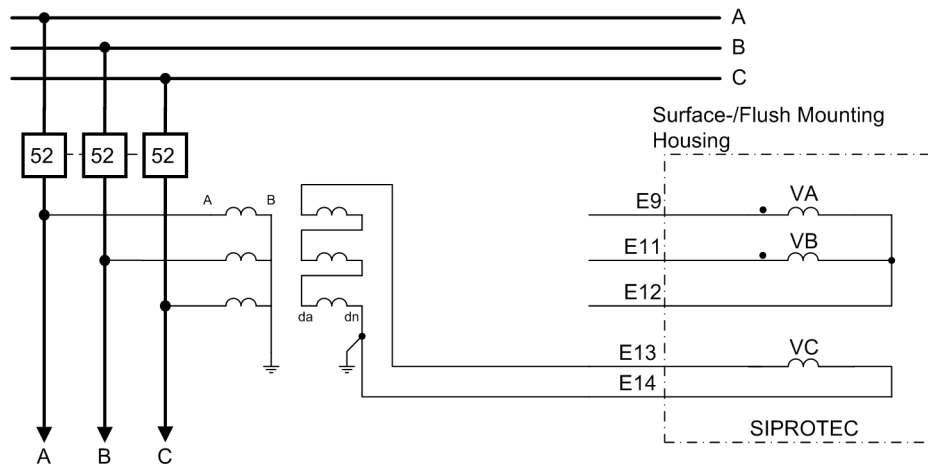 A
B
C
Surface-/Flush Mounting
Housing
52 52 52
A B
E9 VA
E11 VB
E12
da dn
E13 VC
E14
SIPROTEC
A B C